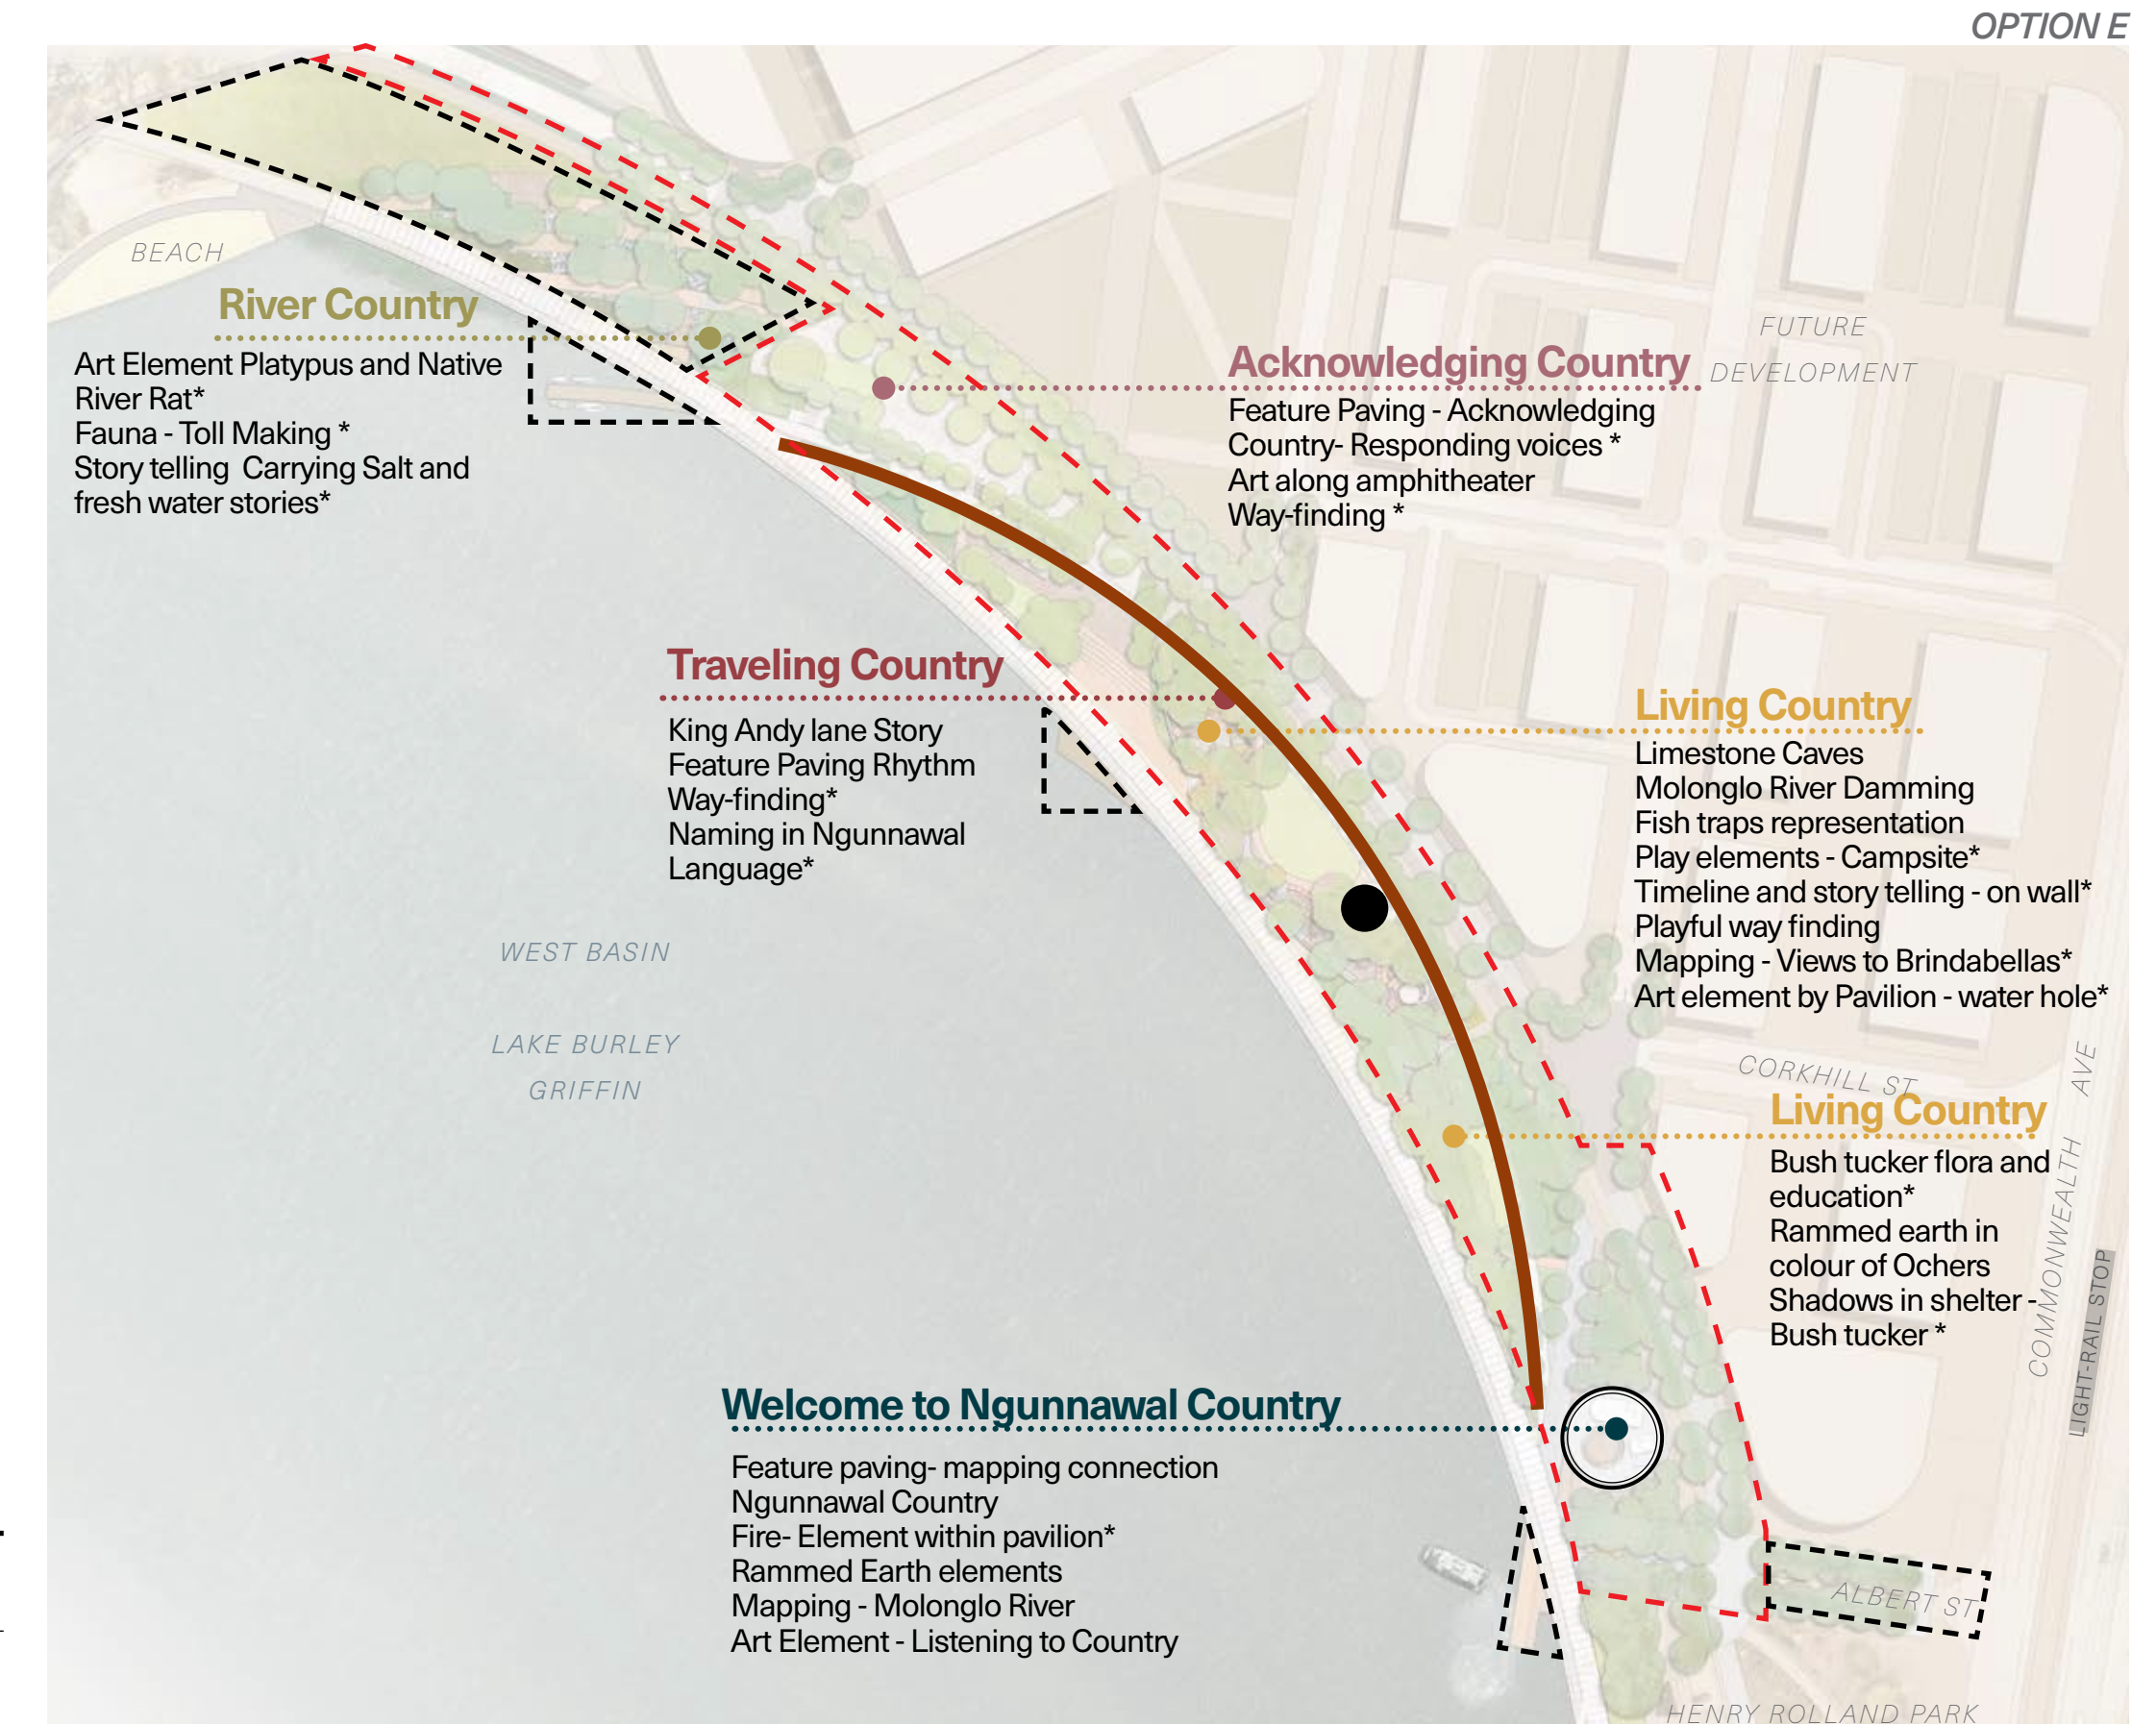 OPTION E
BEACH
River Country
Art Element Platypus and Native
River Rat*
Fauna - Toll Making *
Story telling  Carrying Salt and
fresh water stories*
FUTURE
DEVELOPMENT
Acknowledging Country
Feature Paving - Acknowledging
Country- Responding voices *
Art along amphitheater
Way-finding *
Traveling Country
King Andy lane Story
Feature Paving Rhythm
Way-finding*
Naming in Ngunnawal
Language*
Living Country
Limestone Caves
Molonglo River Damming
Fish traps representation
Play elements - Campsite*
Timeline and story telling - on wall*
Playful way finding
Mapping - Views to Brindabellas*
Art element by Pavilion - water hole*
WEST BASIN
LAKE BURLEY
GRIFFIN
CORKHILL ST
COMMONWEALTH AVE
Living Country
Bush tucker flora and
education*
Rammed earth in
colour of Ochers
Shadows in shelter -
Bush tucker *
LIGHT-RAIL STOP
Welcome to Ngunnawal Country
Feature paving- mapping connection
Ngunnawal Country
Fire- Element within pavilion*
Rammed Earth elements
Mapping - Molonglo River
Art Element - Listening to Country
ALBERT ST
HENRY ROLLAND PARK